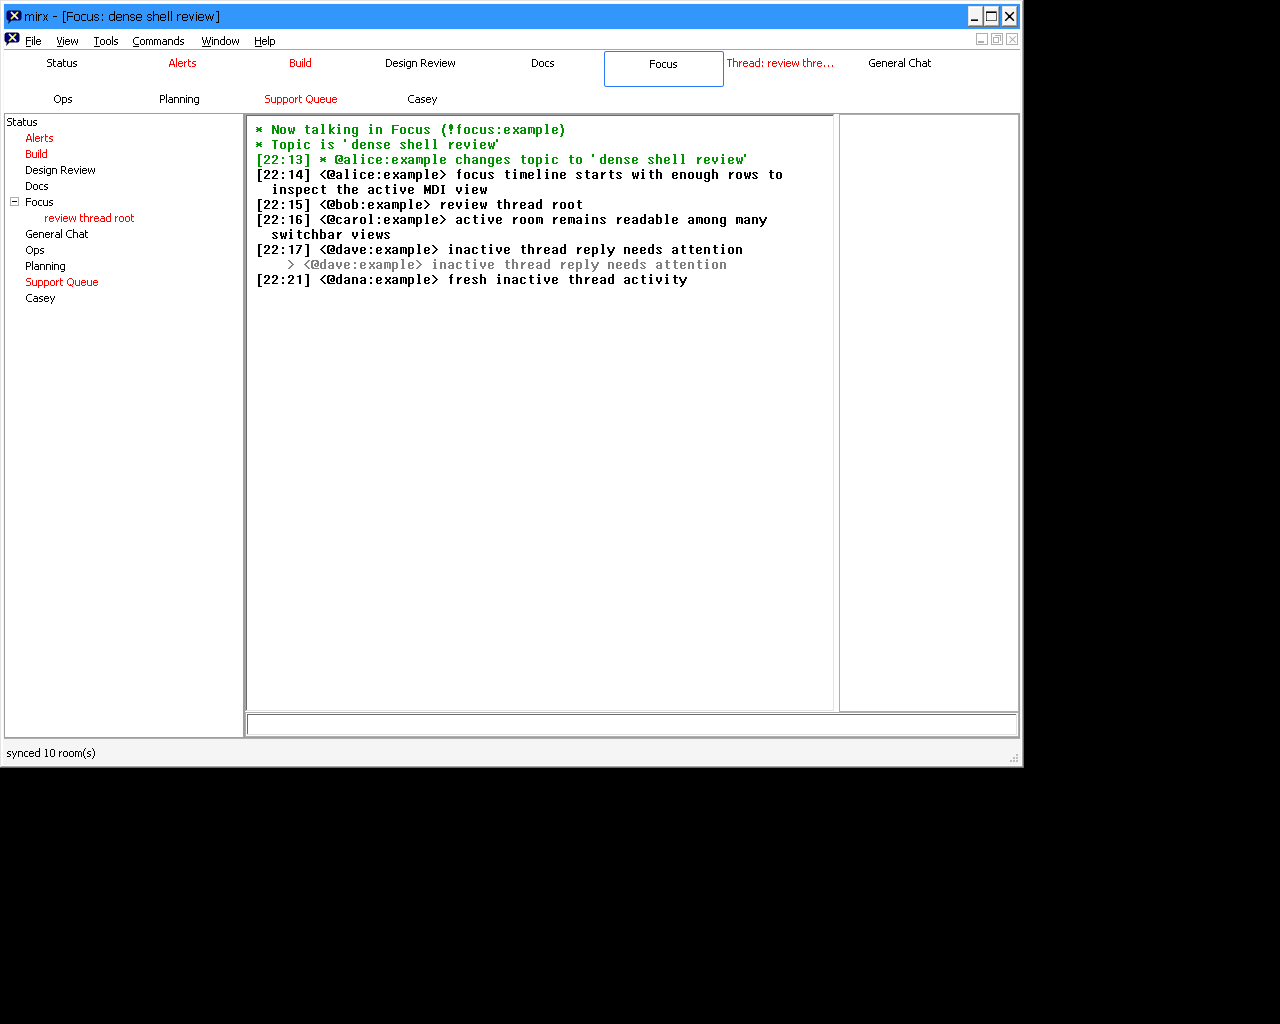 mirx - [Focus: dense shell review]
File View Tools Commands Window Help
Status Alerts Build Design Review Docs Focus Thread: review thre... General Chat
Ops Planning Support Queue Casey
Status
Alerts
Build
Design Review
Docs
Focus
review thread root
General Chat
Ops
Planning
Support Queue
Casey
* Now talking in Focus (!focus:example)
* Topic is 'dense shell review'
[22:13] * @alice:example changes topic to 'dense shell review'
[22:14] <@alice:example> focus timeline starts with enough rows to
inspect the active MDI view
[22:15] <@bob:example> review thread root
[22:16] <@carol:example> active room remains readable among many
switchbar views
[22:17] <@dave:example> inactive thread reply needs attention
> <@dave:example> inactive thread reply needs attention
[22:21] <@dana:example> fresh inactive thread activity
synced 10 room(s)